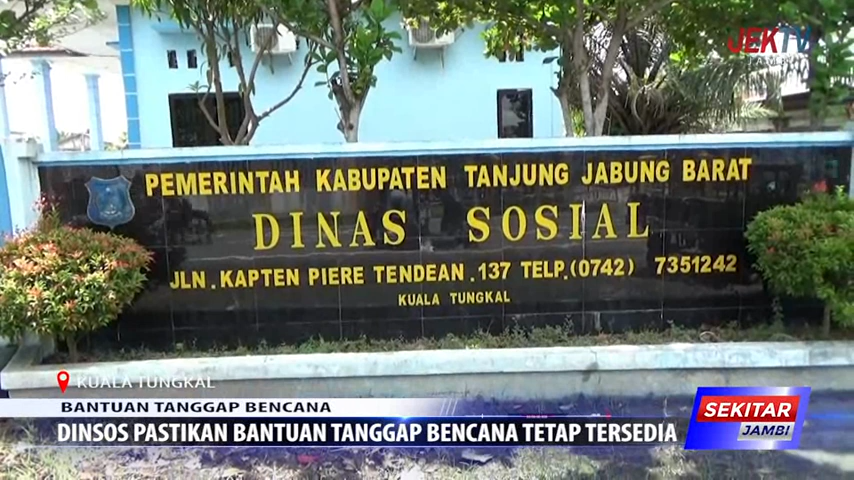 JEKTV
PEMERINTAH KABUPATEN TANJUNG JABUNG BARAT
DINAS SOSIAL
JLN. KAPTEN PIERE TENDEAN. 137 TELP. (0742) 7351242
KUALA TUNGKAL
KUALA TUNGKAL
BANTUAN TANGGAP BENCANA
DINSOS PASTIKAN BANTUAN TANGGAP BENCANA TETAP TERSEDIA
SEKITAR
JAMBI